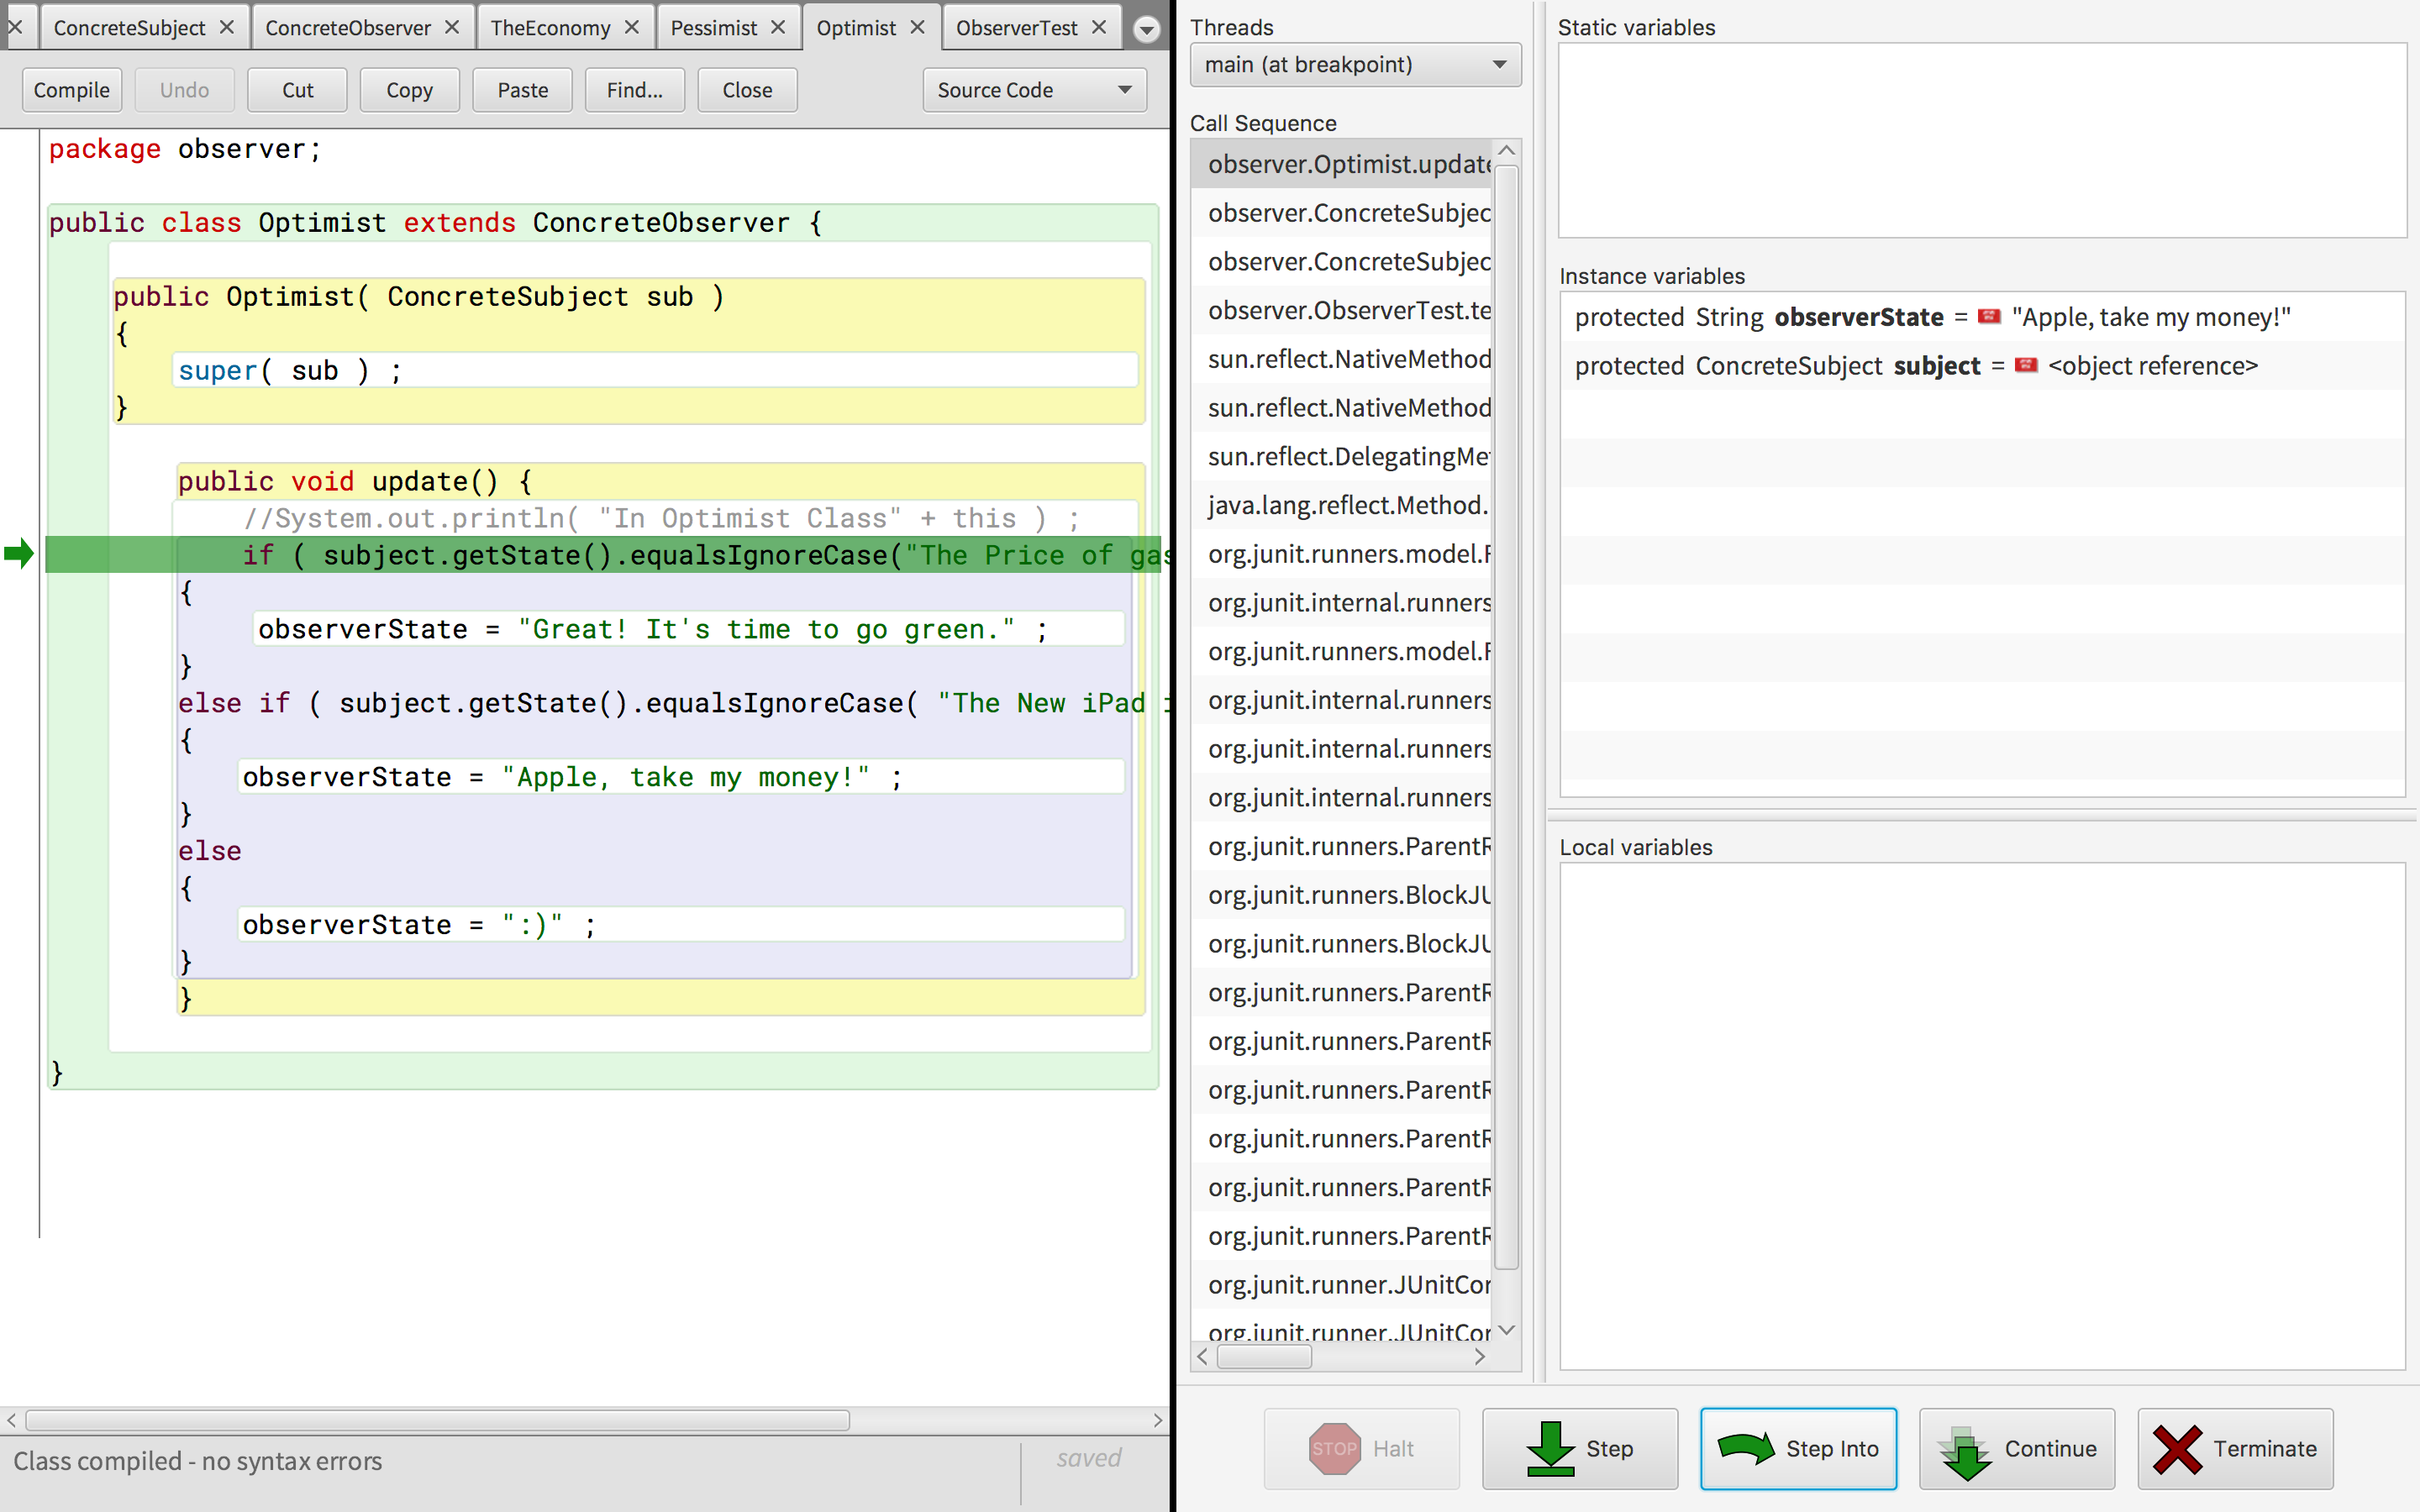 ConcreteSubject ConcreteObserver TheEconomy Pessimist Optimist ObserverTest
Compile Undo Cut Copy Paste Find... Close Source Code
package observer;
public class Optimist extends ConcreteObserver {
public Optimist( ConcreteSubject sub )
{
super( sub ) ;
}
public void update() {
//System.out.println( "In Optimist Class" + this ) ;
if ( subject.getState().equalsIgnoreCase("The Price of gas
{
observerState = "Great! It's time to go green." ;
}
else if ( subject.getState().equalsIgnoreCase( "The New iPad i
{
observerState = "Apple, take my money!" ;
}
else
{
observerState = ":)" ;
}
}
}
Class compiled - no syntax errors
saved
Threads
main (at breakpoint)
Call Sequence
observer.Optimist.update
observer.ConcreteSubjec
observer.ConcreteSubjec
observer.ObserverTest.te
sun.reflect.NativeMethod
sun.reflect.NativeMethod
sun.reflect.DelegatingMe
java.lang.reflect.Method.
org.junit.runners.model.F
org.junit.internal.runners
org.junit.runners.model.F
org.junit.internal.runners
org.junit.internal.runners
org.junit.internal.runners
org.junit.runners.ParentR
org.junit.runners.BlockJU
org.junit.runners.BlockJU
org.junit.runners.ParentR
org.junit.runners.ParentR
org.junit.runners.ParentR
org.junit.runners.ParentR
org.junit.runners.ParentR
org.junit.runners.ParentR
org.junit.runner.JUnitCor
org.junit.runner.JUnitCor
Static variables
Instance variables
protected String observerState = "Apple, take my money!"
protected ConcreteSubject subject = <object reference>
Local variables
STOP Halt
Step
Step Into
Continue
Terminate